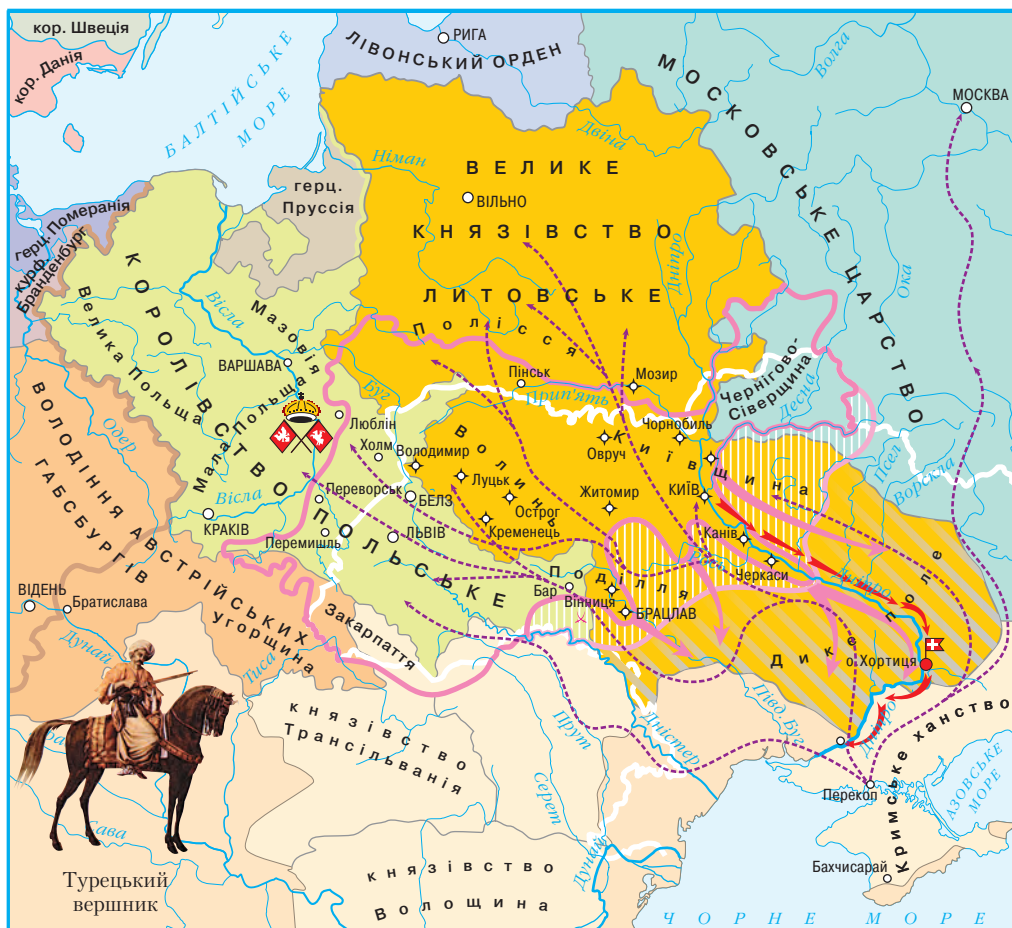 кор. Швеція
кор. Данія
БАЛТІЙСЬКЕ
МОРЕ
РИГА
ЛІВОНСЬКИЙ ОРДЕН
МОСКОВСЬКЕ ЦАРСТВО
Волга
МОСКВА
Двіна
Німан
ВЕЛИКЕ
КНЯЗІВСТВО
ЛИТОВСЬКЕ
ВІЛЬНО
герц.
Пруссія
герц. Померанія
курф.
Бранденбург
Дніпро
Ока
КОРОЛІВСТВО
ПОЛЬСЬКЕ
Велика Польща
Вісла
Мазовія
ВАРШАВА
Мала Польща
Полісся
Пінськ
Прип'ять
Мозир
Чернігово-
Сіверщина
Десна
Буг
Люблін
Холм
Володимир
Волинь
Овруч
Чорнобиль
Київщина
Псел
Ворскла
Одер
ВОЛОДІННЯ АВСТРІЙСЬКИХ
ГАБСБУРГІВ
Вісла
КРАКІВ
Переворськ
Перемишль
БЕЛЗ
ЛЬВІВ
Луцьк
Острог
Кременець
Житомир
КИЇВ
Канів
Черкаси
Дніпро
ВІДЕНЬ
Братислава
Дунай
Угорщина
Тиса
Закарпаття
Поділля
Бар
Вінниця
БРАЦЛАВ
Дике поле
о. Хортиця
князівство
Трансільванія
Прут
Дністер
Півд. Буг
Дніпро
Серет
Перекоп
Кримське ханство
АЗОВСЬКЕ
МОРЕ
Бахчисарай
Сава
Турецький
вершник
князівство
Волощина
Дунай
ЧОРНЕ МОРЕ